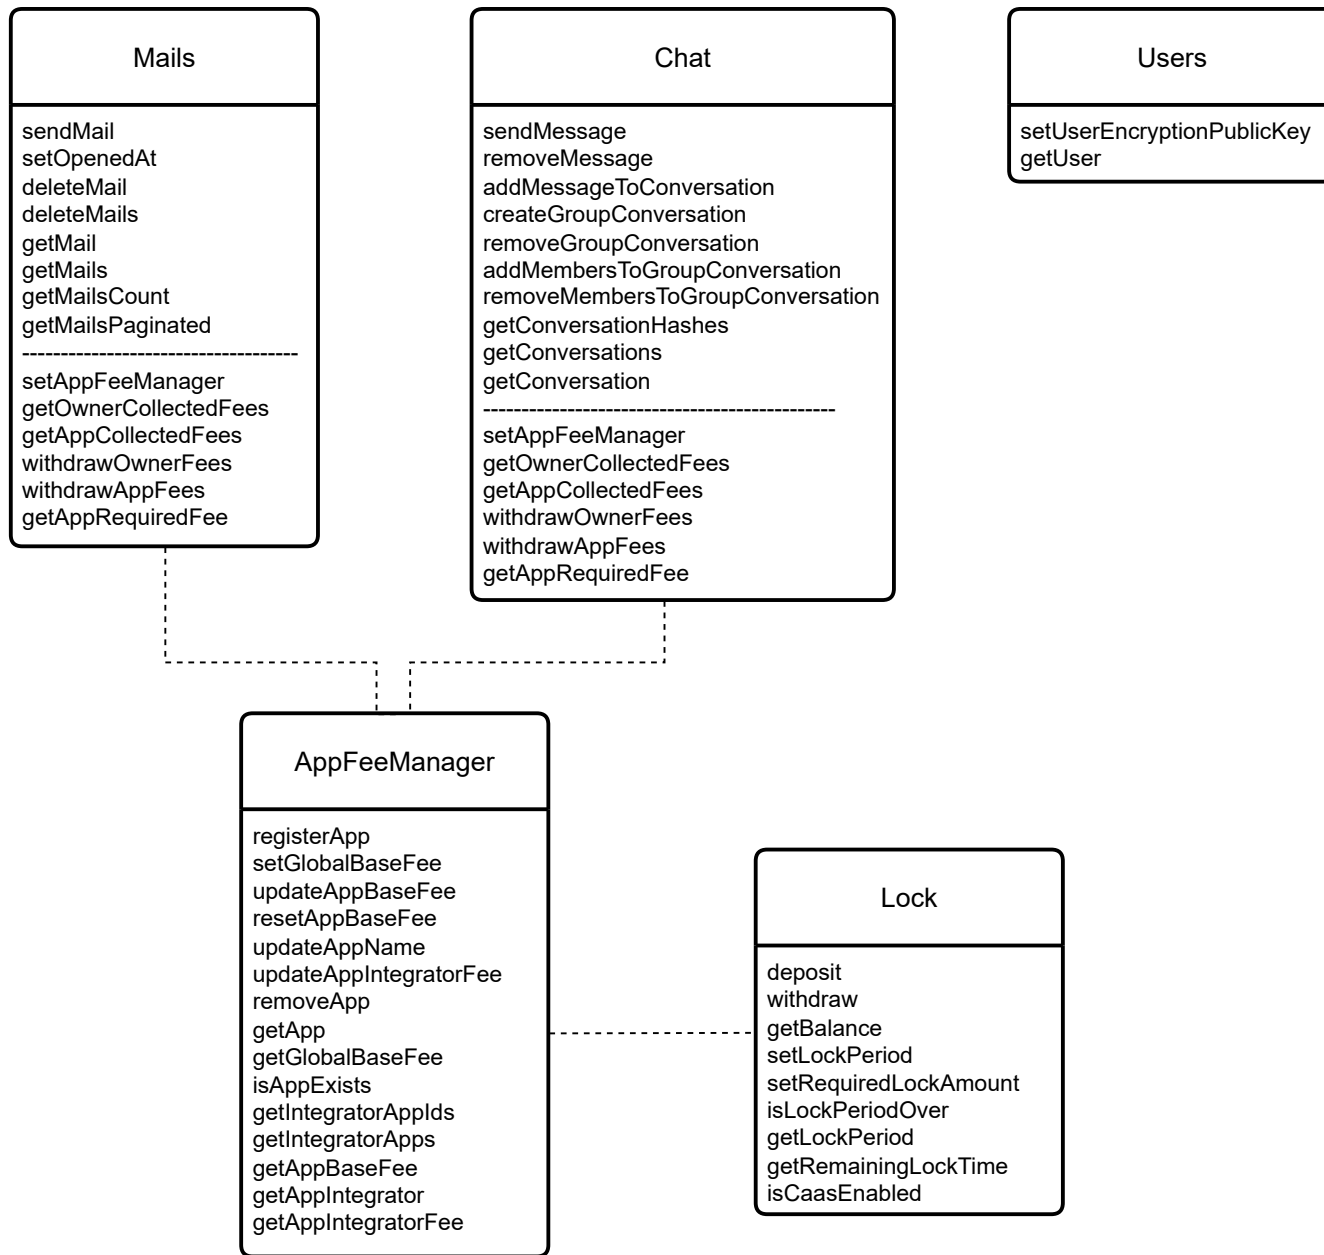 Mails
sendMail
setOpenedAt
deleteMail
deleteMails
getMail
getMails
getMailsCount
getMailsPaginated
------------------------------------
setAppFeeManager
getOwnerCollectedFees
getAppCollectedFees
withdrawOwnerFees
withdrawAppFees
getAppRequiredFee
Chat
sendMessage
removeMessage
addMessageToConversation
createGroupConversation
removeGroupConversation
addMembersToGroupConversation
removeMembersToGroupConversation
getConversationHashes
getConversations
getConversation
----------------------------------------------
setAppFeeManager
getOwnerCollectedFees
getAppCollectedFees
withdrawOwnerFees
withdrawAppFees
getAppRequiredFee
Users
setUserEncryptionPublicKey
getUser
AppFeeManager
registerApp
setGlobalBaseFee
updateAppBaseFee
resetAppBaseFee
updateAppName
updateAppIntegratorFee
removeApp
getApp
getGlobalBaseFee
isAppExists
getIntegratorAppIds
getIntegratorApps
getAppBaseFee
getAppIntegrator
getAppIntegratorFee
Lock
deposit
withdraw
getBalance
setLockPeriod
setRequiredLockAmount
isLockPeriodOver
getLockPeriod
getRemainingLockTime
isCaasEnabled